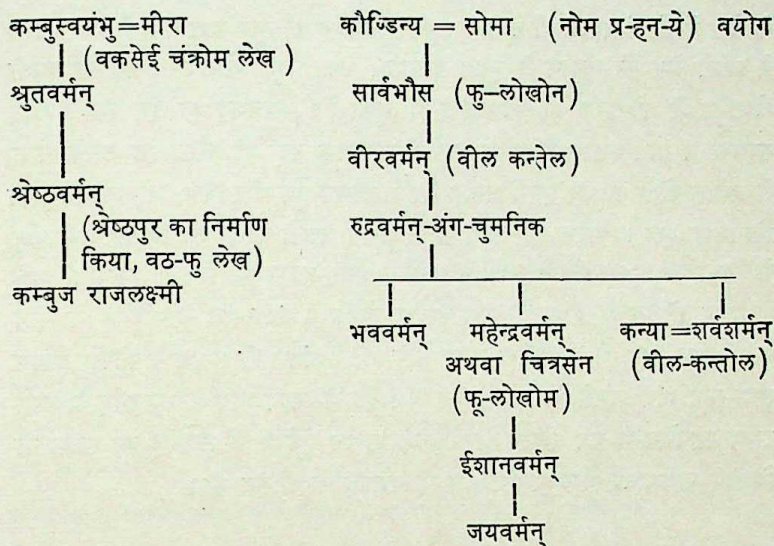 कम्बुस्वयंभु=मीरा
(वकसेई चंक्रोम लेख )
श्रुतवर्मन्
श्रेष्ठवर्मन्
(श्रेष्ठपुर का निर्माण
किया, वठ-फु लेख)
कम्बुज राजलक्ष्मी
कौण्डिन्य = सोमा (नोम प्र-हन-ये) वयोग
सार्वभौस (फु-लोखोन)
वीरवर्मन् (वील कन्तेल)
रुद्रवर्मन्-अंग-चुमनिक
भववर्मन् महेन्द्रवर्मन् कन्या=शर्वशर्मन्
अथवा चित्रसेन (वील-कन्तोल)
(फू-लोखोम)
ईशानवर्मन्
जयवर्मन्